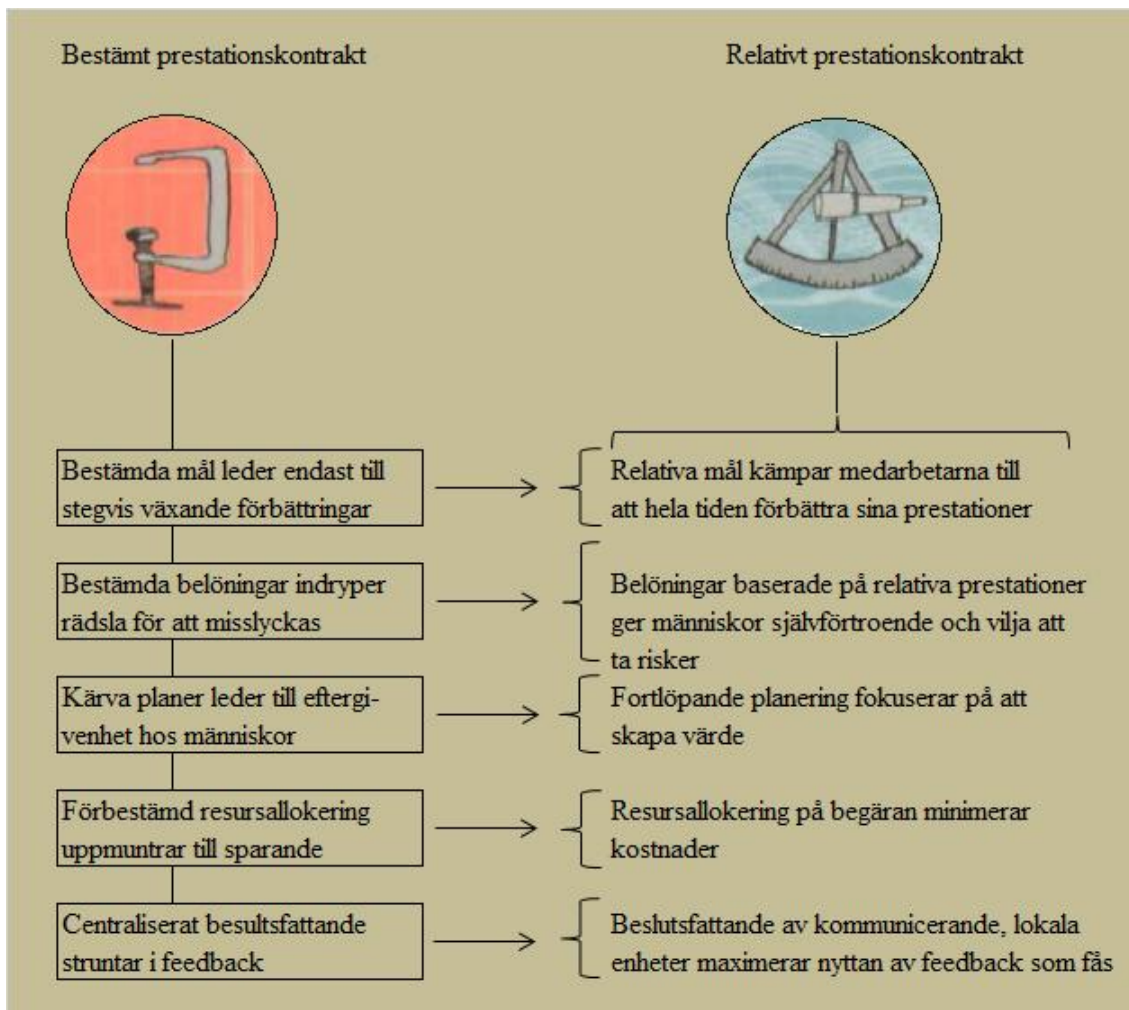 Bestämt prestationskontrakt
Relativt prestationskontrakt
Bestämda mål leder endast till
stegvis växande förbättringar
Relativa mål kämpar medarbetarna till
att hela tiden förbättra sina prestationer
Bestämda belöningar indryper
rädsla för att misslyckas
Belöningar baserade på relativa prestationer
ger människor självförtroende och vilja att
ta risker
Kärva planer leder till eftergi-
venhet hos människor
Fortlöpande planering fokuserar på att
skapa värde
Förbestämd resursallokering
uppmuntrar till sparande
Resursallokering på begäran minimerar
kostnader
Centraliserat besultsfattande
struntar i feedback
Beslutsfattande av kommunicerande, lokala
enheter maximerar nyttan av feedback som fås